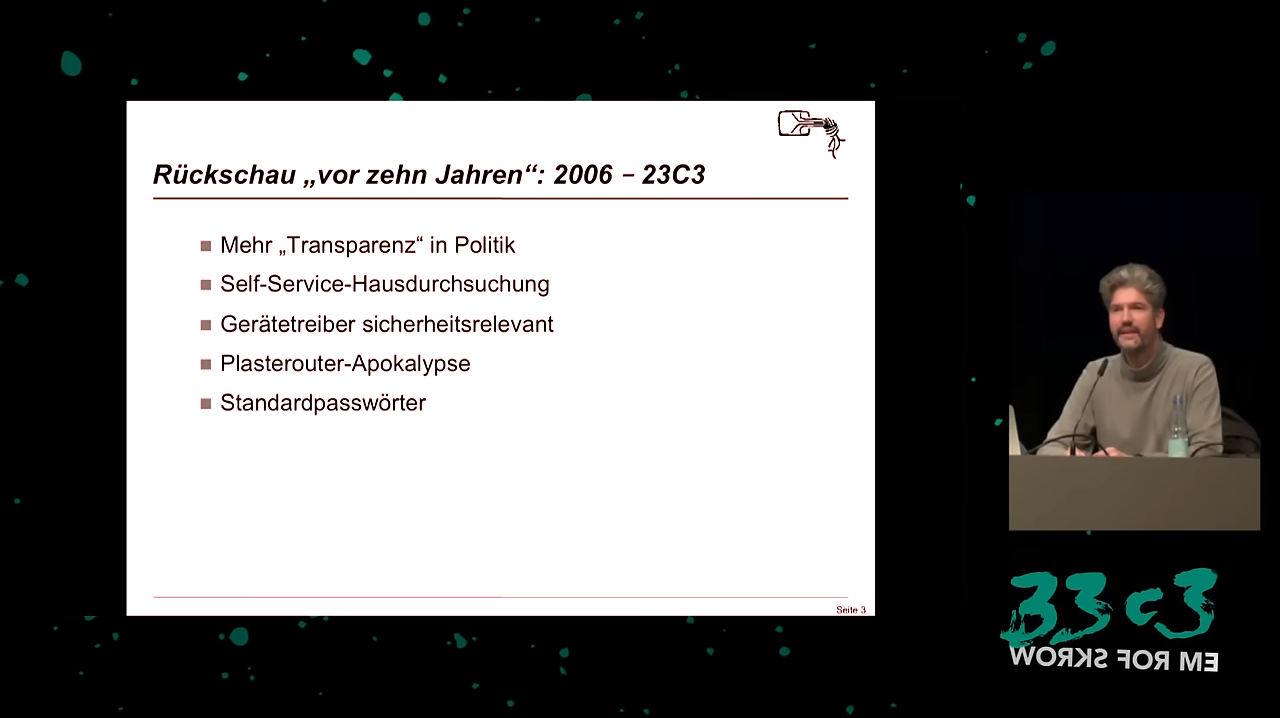 Rückschau „vor zehn Jahren“: 2006 – 23C3
Mehr „Transparenz“ in Politik
Self-Service-Hausdurchsuchung
Gerätetreiber sicherheitsrelevant
Plasterouter-Apokalypse
Standardpasswörter
Seite 3
33c3
WORKS FOR ME